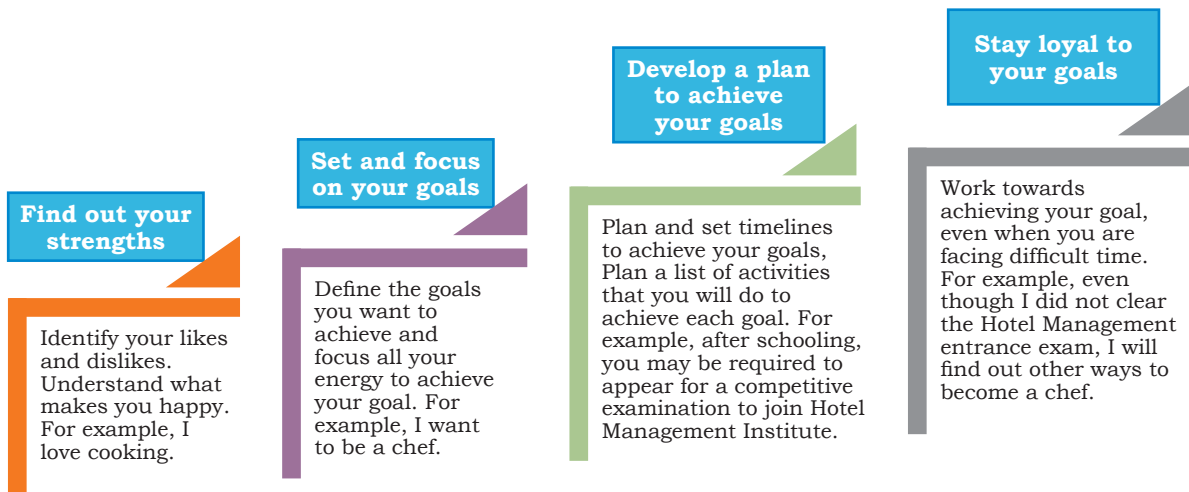 Find out your
strengths
Identify your likes
and dislikes.
Understand what
makes you happy.
For example, I
love cooking.
Set and focus
on your goals
Define the goals
you want to
achieve and
focus all your
energy to achieve
your goal. For
example, I want
to be a chef.
Develop a plan
to achieve
your goals
Plan and set timelines
to achieve your goals,
Plan a list of activities
that you will do to
achieve each goal. For
example, after schooling,
you may be required to
appear for a competitive
examination to join Hotel
Management Institute.
Stay loyal to
your goals
Work towards
achieving your goal,
even when you are
facing difficult time.
For example, even
though I did not clear
the Hotel Management
entrance exam, I will
find out other ways to
become a chef.